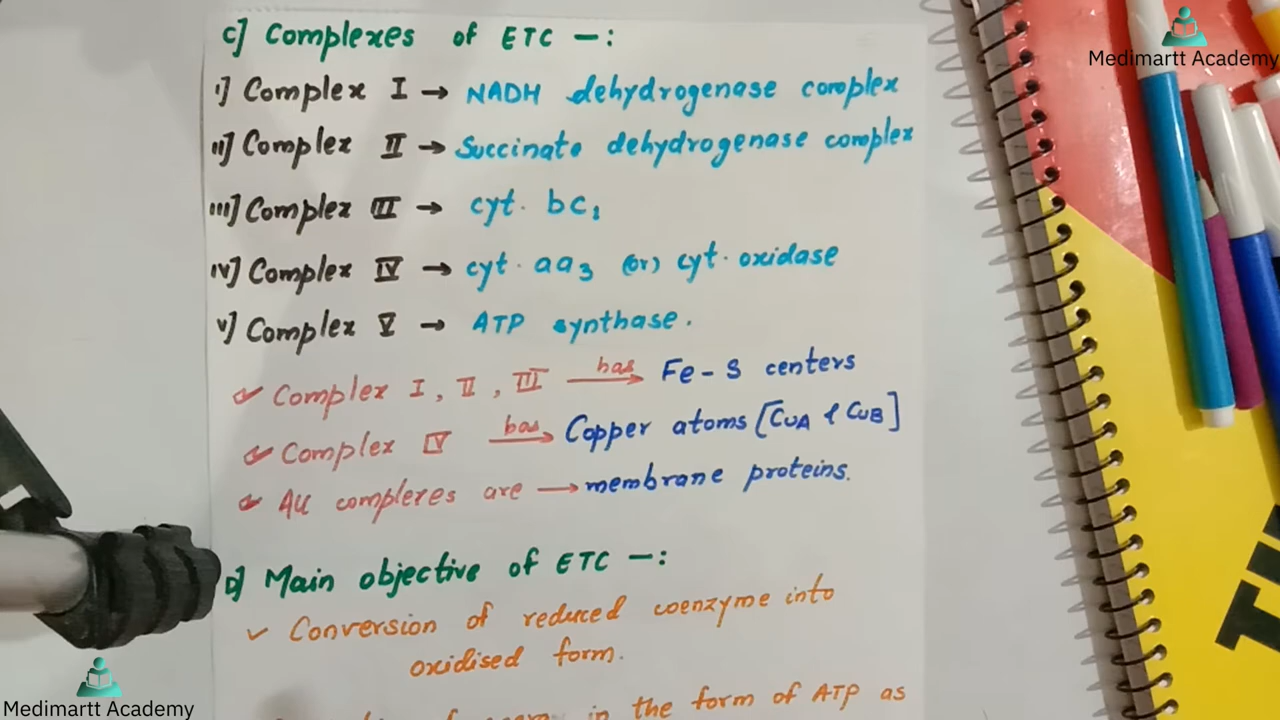 C] Complexes of ETC -:
i] Complex I → NADH dehydrogenase complex
ii] Complex II → Succinate dehydrogenase complex
iii] Complex III → cyt. bc₁
iv] Complex IV → cyt. aa₃ (or) cyt. oxidase
v] Complex V → ATP synthase.
✓ Complex I, II, III has→ Fe-S centers
✓ Complex IV has→ Copper atoms [CuA & CuB]
✓ All complexes are → membrane proteins.
D] Main objective of ETC -:
✓ Conversion of reduced coenzyme into
oxidised form.
in the form of ATP as
Medimartt Academy
Medimartt Academy